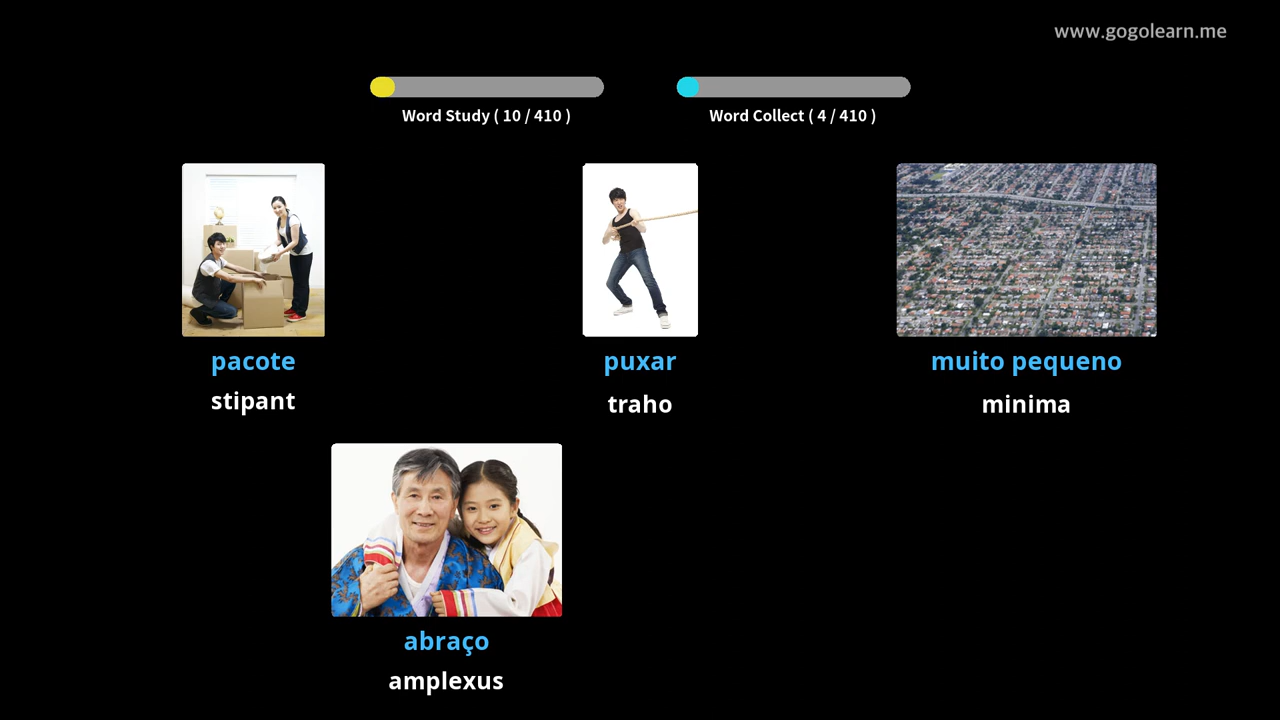 www.gogolearn.me
Word Study ( 10 / 410 )
Word Collect ( 4 / 410 )
pacote
stipant
puxar
traho
muito pequeno
minima
abraço
amplexus